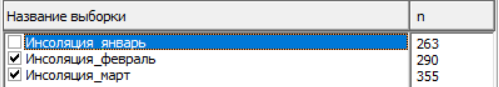 Название выборки n
Инсоляция_январь 263
Инсоляция_февраль 290
Инсоляция_март 355